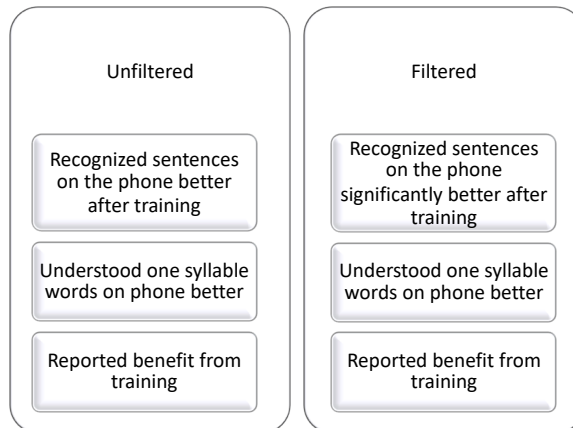 Unfiltered
Recognized sentences
on the phone better
after training
Understood one syllable
words on phone better
Reported benefit from
training
Filtered
Recognized sentences
on the phone
significantly better after
training
Understood one syllable
words on phone better
Reported benefit from
training